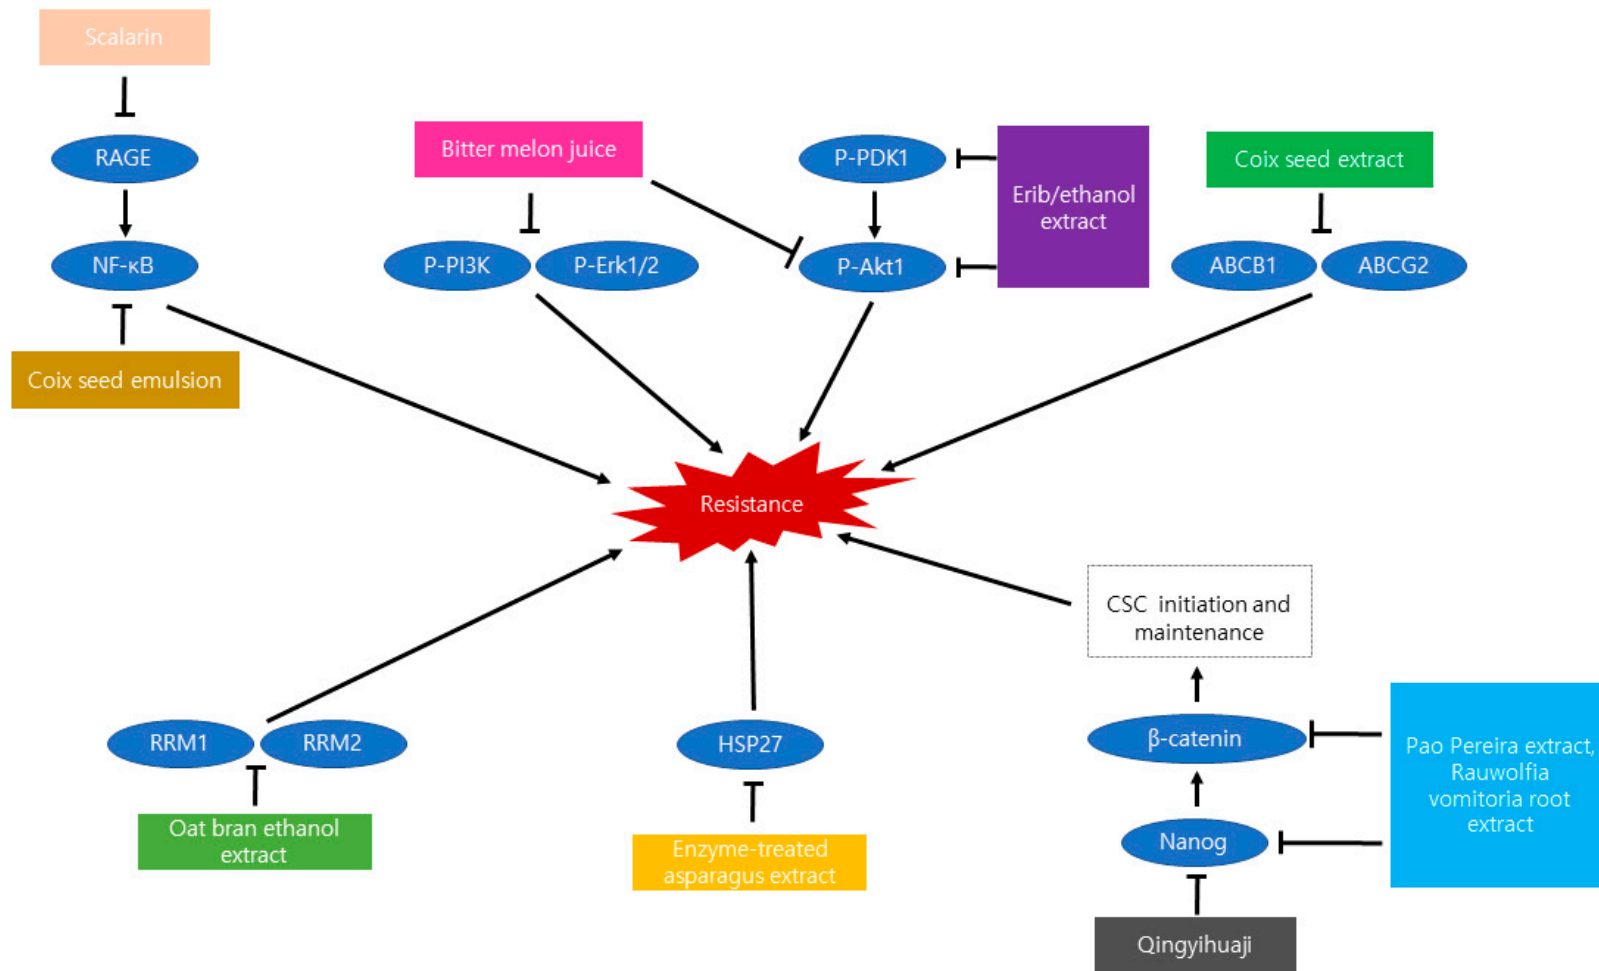 Scalarin
RAGE
NF-κB
Coix seed emulsion
Bitter melon juice
P-PI3K
P-Erk1/2
P-PDK1
P-Akt1
Erib/ethanol
extract
Coix seed extract
ABCB1
ABCG2
Resistance
RRM1
RRM2
Oat bran ethanol
extract
HSP27
Enzyme-treated
asparagus extract
CSC initiation and
maintenance
β-catenin
Nanog
Qingyihuaji
Pao Pereira extract,
Rauwolfia
vomitoria root
extract